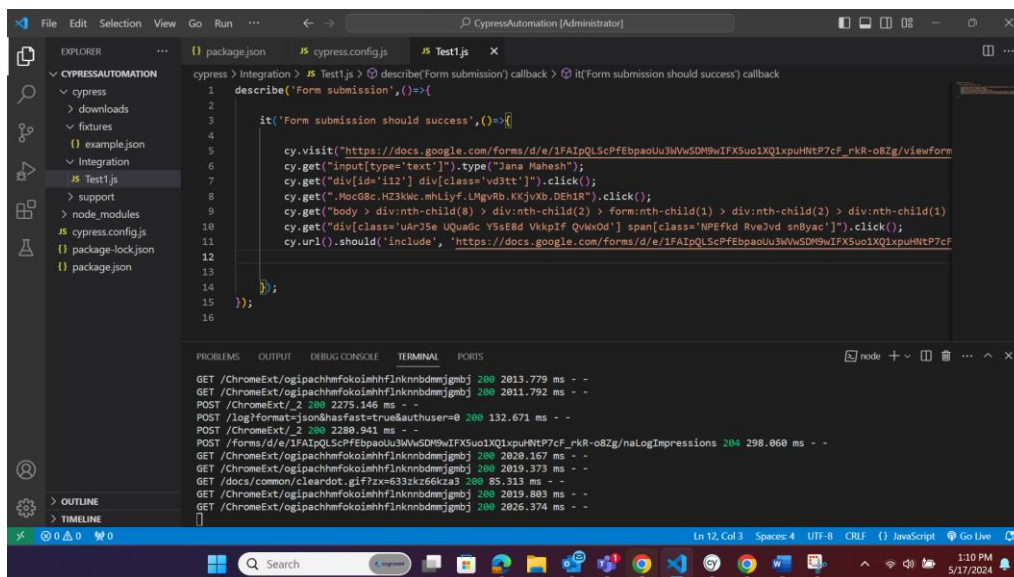 File Edit Selection View Go Run ··· CypressAutomation [Administrator]
EXPLORER ···
CYPRESSAUTOMATION
cypress
downloads
fixtures
{} example.json
Integration
JS Test1.js
support
node_modules
JS cypress.config.js
{} package-lock.json
{} package.json
OUTLINE
TIMELINE
{} package.json JS cypress.config.js JS Test1.js
cypress > Integration > JS Test1.js > describe('Form submission') callback > it('Form submission should success') callback
1 describe('Form submission',()=>{
2
3 it('Form submission should success',()=>{
4
5 cy.visit("https://docs.google.com/forms/d/e/1FAIpQLScPfEbpaoUu3WVwSDM9wIFX5uo1XQ1xpuHNtP7cF_rkR-o8Zg/viewform
6 cy.get("input[type='text']").type("Jana Mahesh");
7 cy.get("div[id='i12'] div[class='vd3tt']").click();
8 cy.get(".MocG8c.HZ3kWc.mhLiyf.LMgvRb.KKjvXb.DEh1R").click();
9 cy.get("body > div:nth-child(8) > div:nth-child(2) > form:nth-child(1) > div:nth-child(2) > div:nth-child(1)
10 cy.get("div[class='uArJ5e UQuaGc Y5sE8d VkkpIf QvWxOd'] span[class='NPEfkd RveJvd snByac']").click();
11 cy.url().should('include', 'https://docs.google.com/forms/d/e/1FAIpQLScPfEbpaoUu3WVwSDM9wIFX5uo1XQ1xpuHNtP7cF
12
13
14 });
15 });
16
PROBLEMS OUTPUT DEBUG CONSOLE TERMINAL PORTS node
GET /ChromeExt/ogipachhmfokoimhhflnknnbdmmjgmbj 200 2013.779 ms - -
GET /ChromeExt/ogipachhmfokoimhhflnknnbdmmjgmbj 200 2011.792 ms - -
POST /ChromeExt/_2 200 2275.146 ms - -
POST /log?format=json&hasfast=true&authuser=0 200 132.671 ms - -
POST /ChromeExt/_2 200 2280.941 ms - -
POST /forms/d/e/1FAIpQLScPfEbpaoUu3WVwSDM9wIFX5uo1XQ1xpuHNtP7cF_rkR-o8Zg/naLogImpressions 204 298.060 ms - -
GET /ChromeExt/ogipachhmfokoimhhflnknnbdmmjgmbj 200 2020.167 ms - -
GET /ChromeExt/ogipachhmfokoimhhflnknnbdmmjgmbj 200 2019.373 ms - -
GET /docs/common/cleardot.gif?zx=633zkz66kza3 200 85.313 ms - -
GET /ChromeExt/ogipachhmfokoimhhflnknnbdmmjgmbj 200 2019.803 ms - -
GET /ChromeExt/ogipachhmfokoimhhflnknnbdmmjgmbj 200 2026.374 ms - -
0 0 0 Ln 12, Col 3 Spaces: 4 UTF-8 CRLF {} JavaScript Go Live
Search cy 1:10 PM
5/17/2024